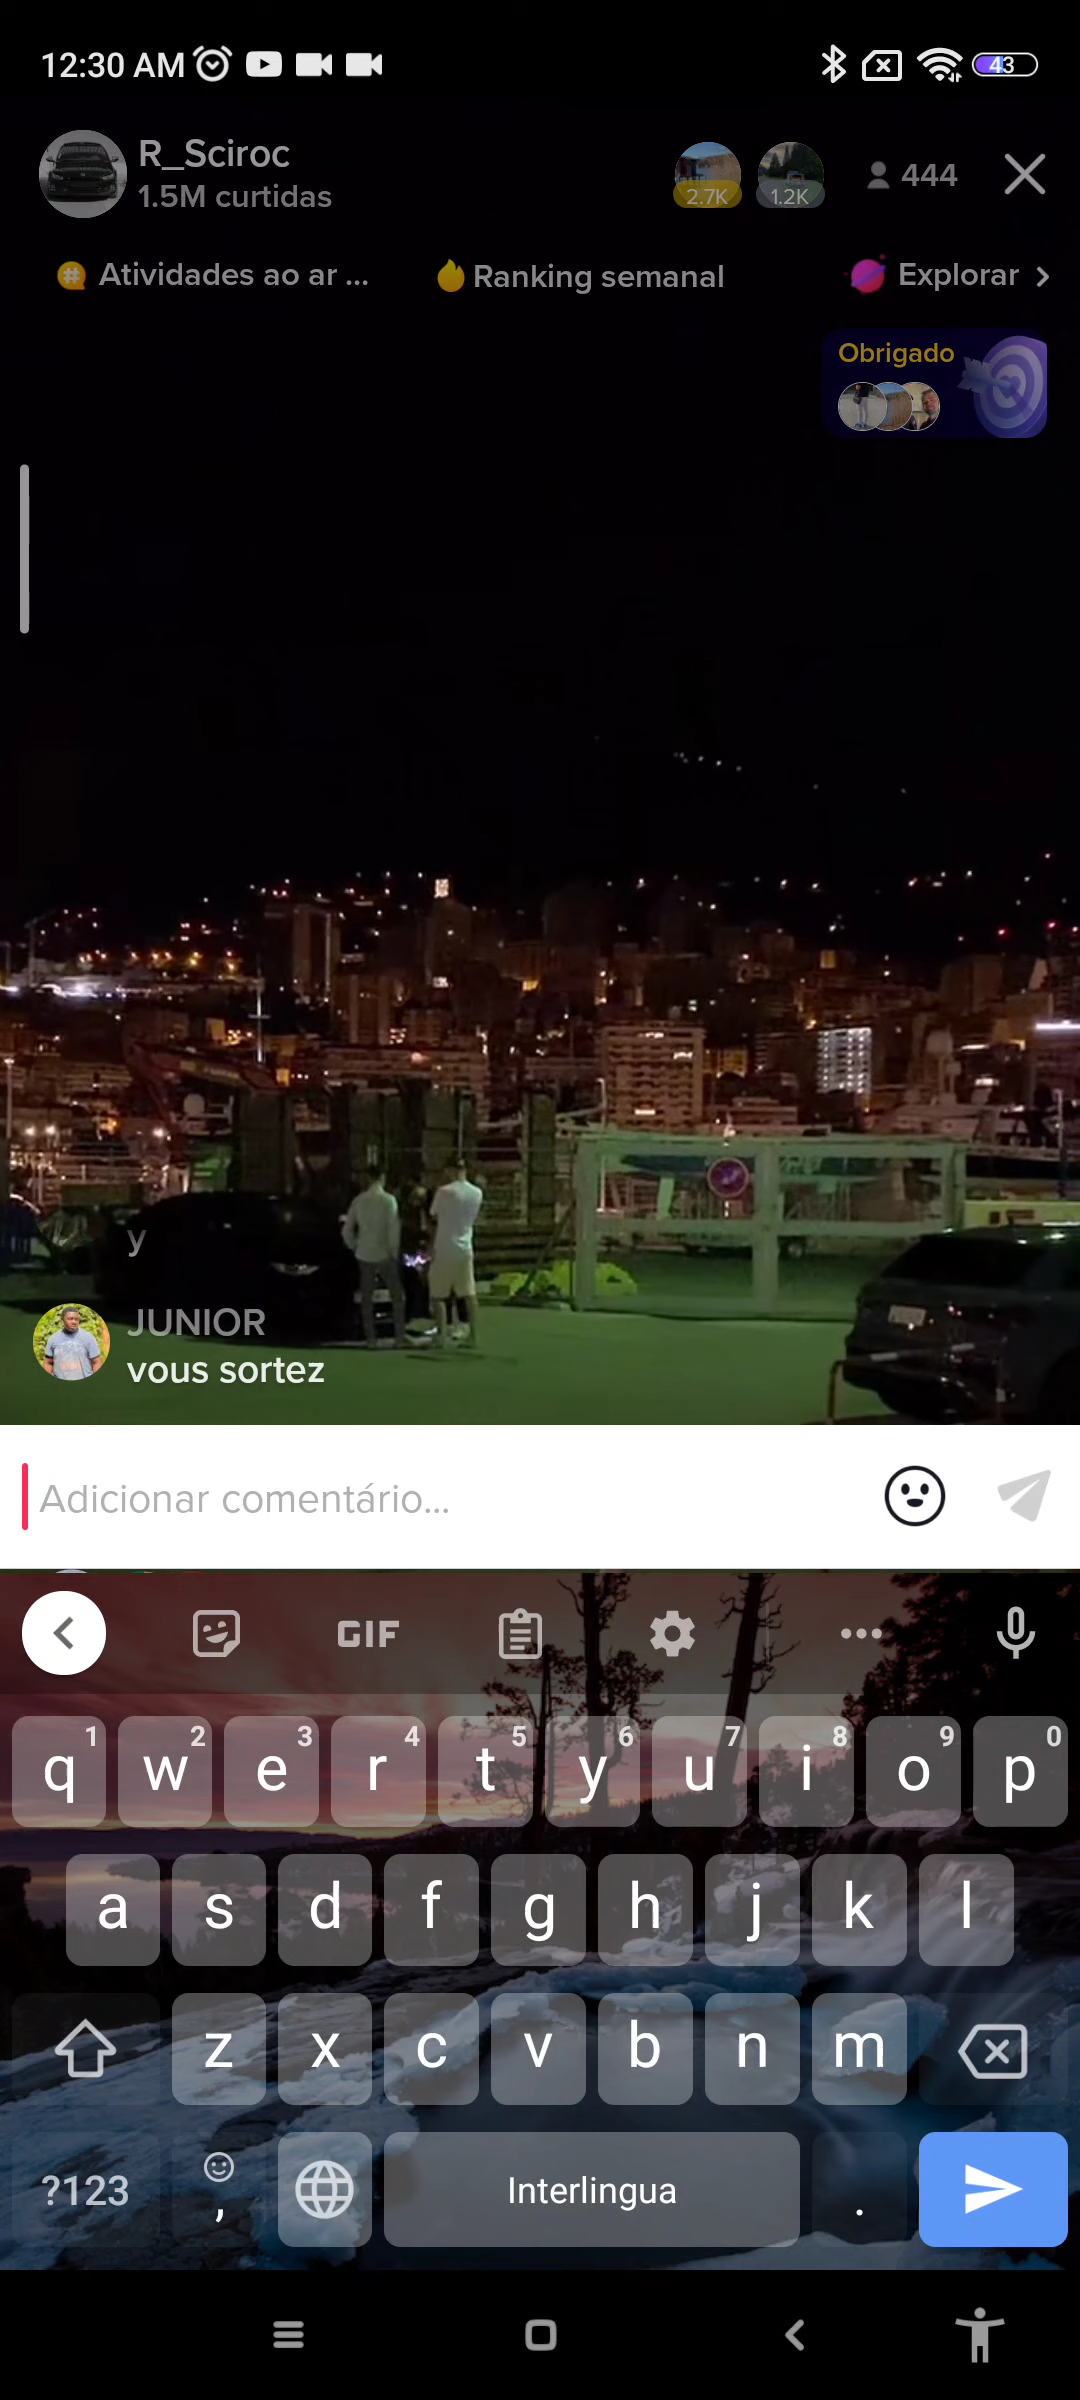 12:30 AM 43
R_Sciroc
1.5M curtidas
2.7K 1.2K 444
Atividades ao ar ... Ranking semanal Explorar
Obrigado
y
JUNIOR
vous sortez
Adicionar comentário...
GIF
1 2 3 4 5 6 7 8 9 0
q w e r t y u i o p
a s d f g h j k l
z x c v b n m
?123 , Interlingua .